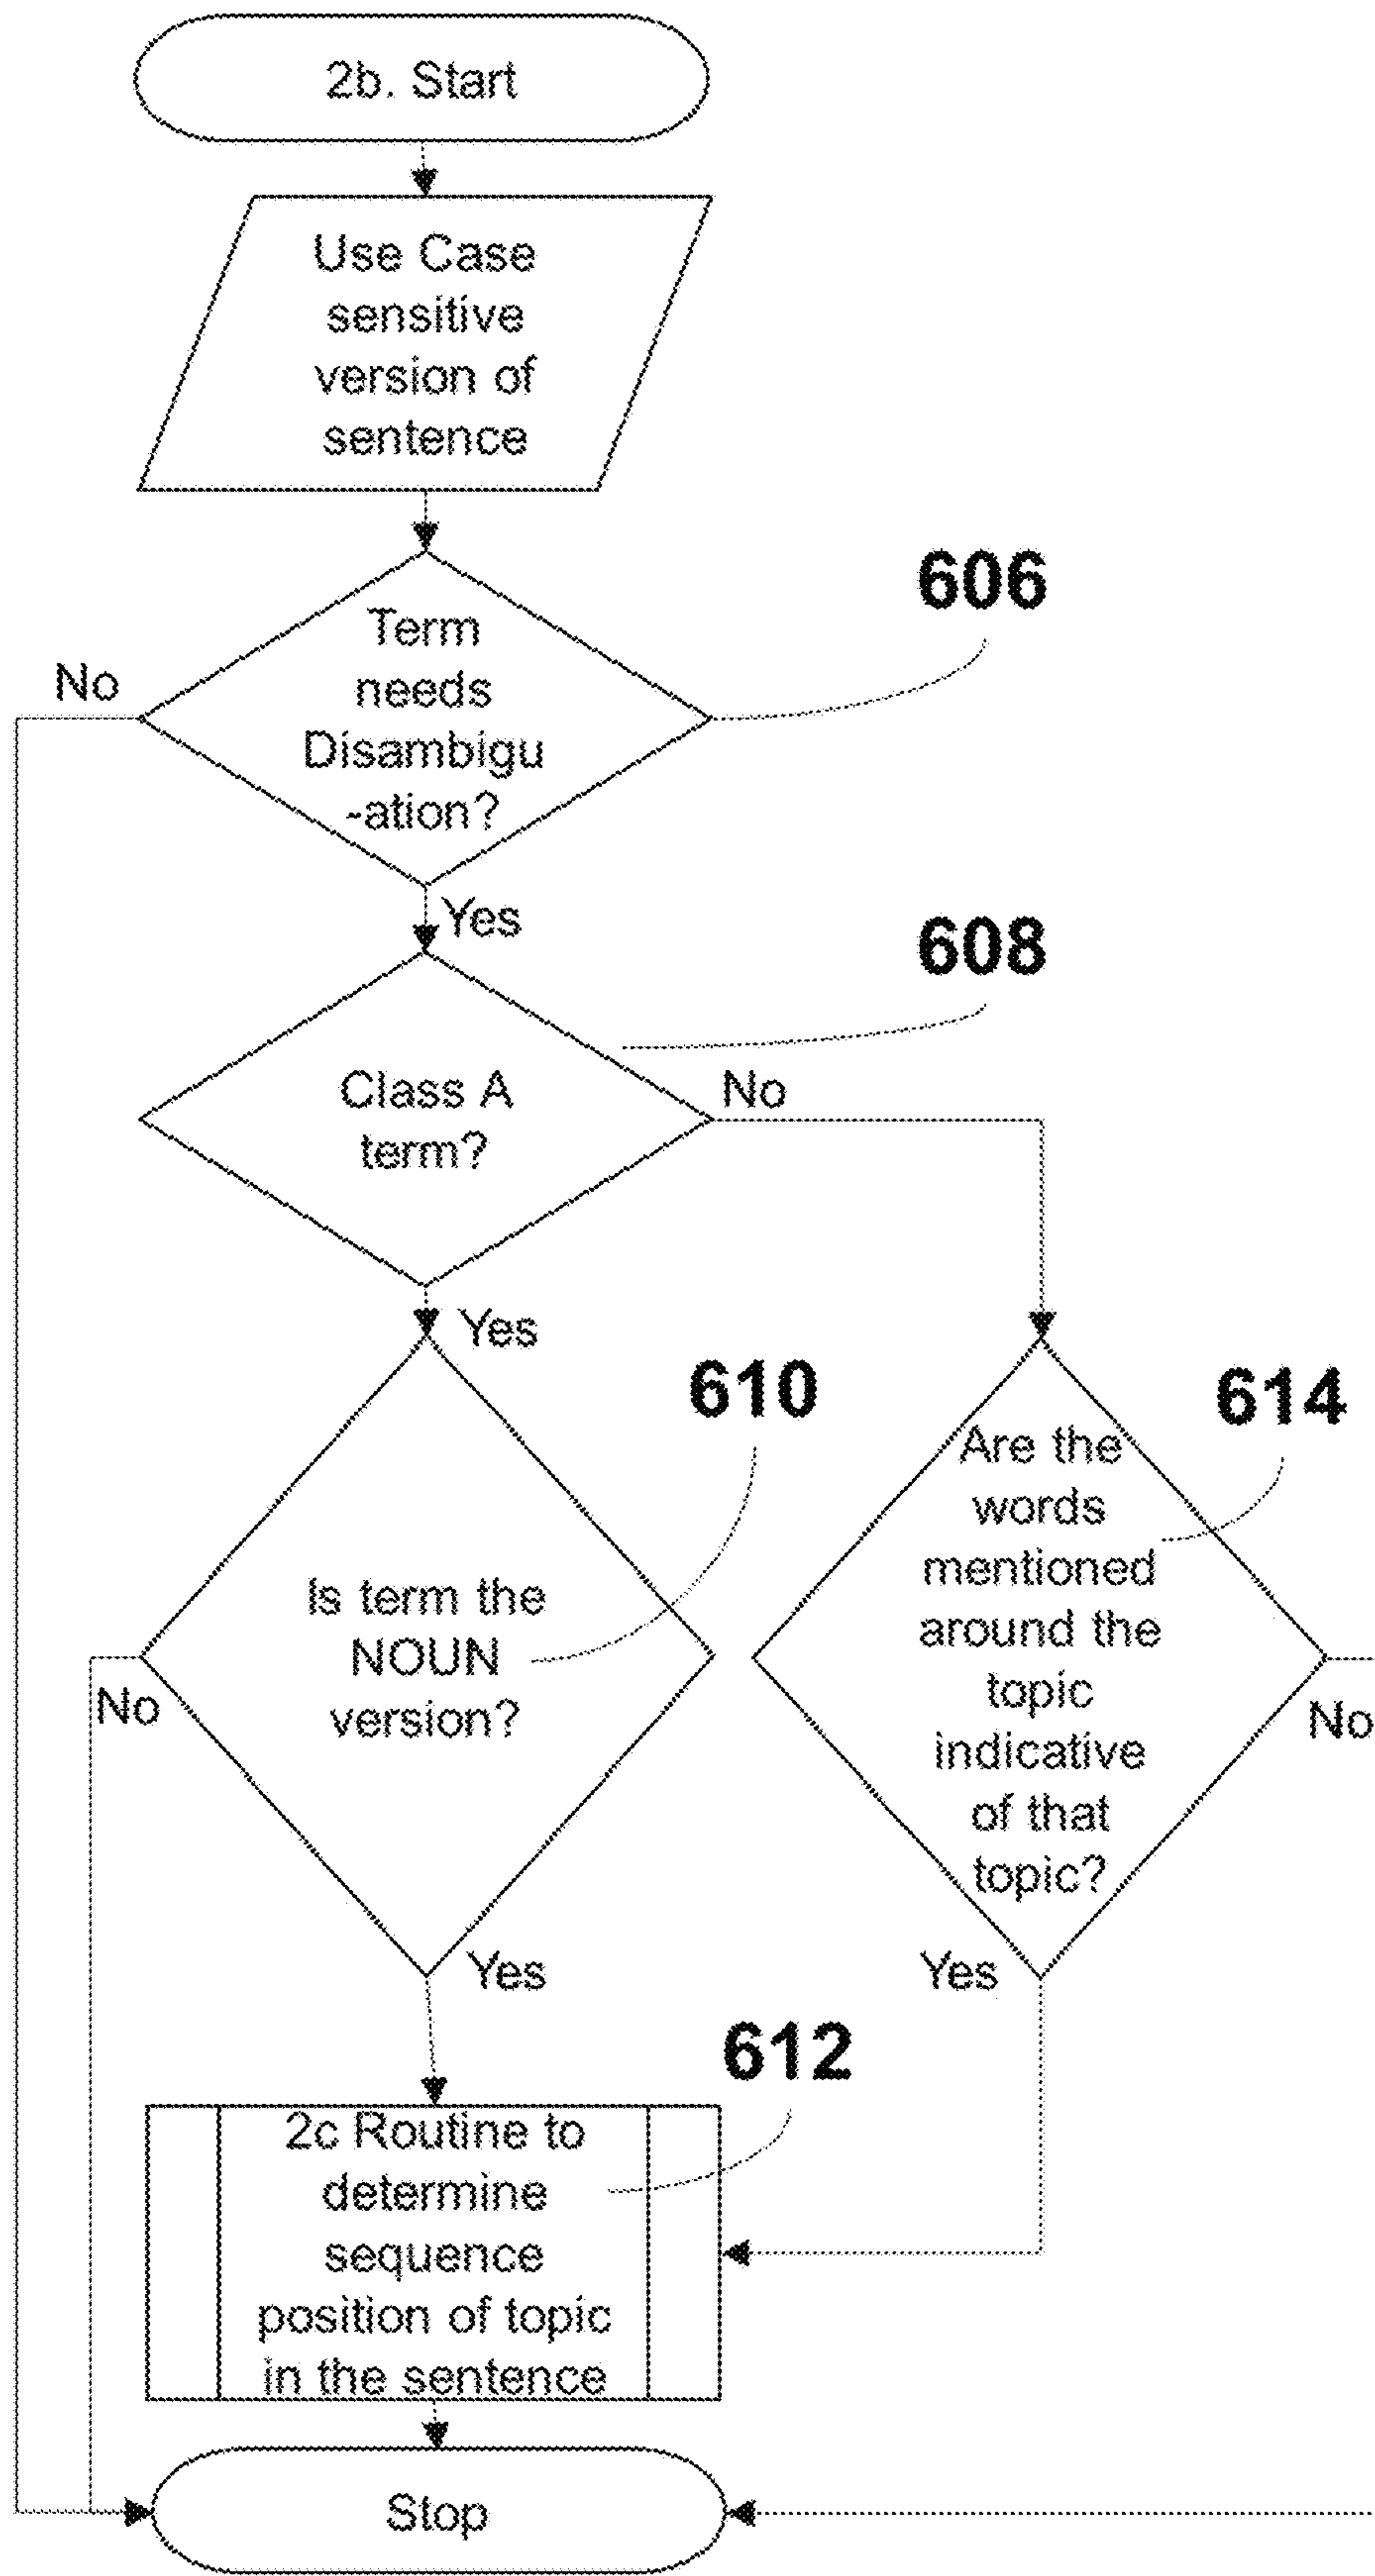 2b. Start
Use Case
sensitive
version of
sentence
606
Term
needs
Disambigu
-ation?
No
Yes
608
Class A
term?
No
Yes
610
Is term the
NOUN
version?
No
Yes
614
Are the
words
mentioned
around the
topic
indicative
of that
topic?
No
Yes
612
2c Routine to
determine
sequence
position of topic
in the sentence
Stop